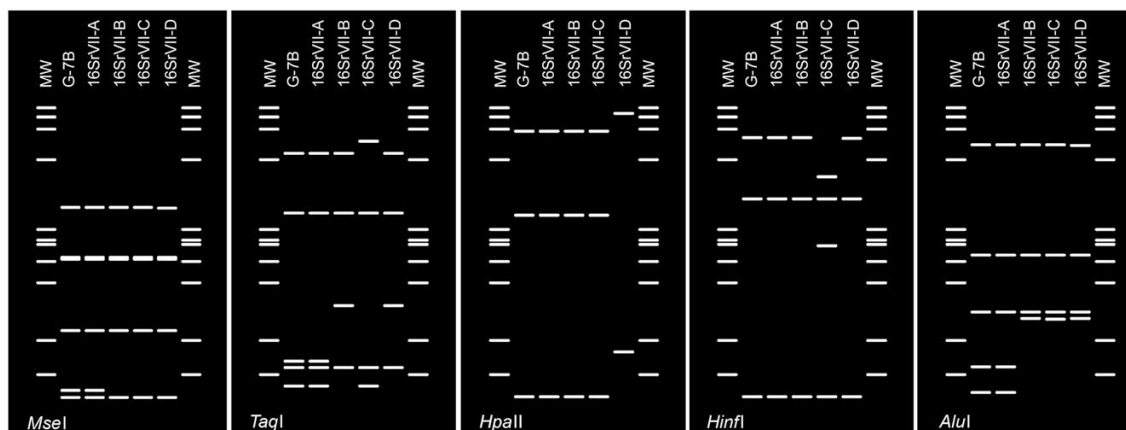 MW
G-7B
16SrVII-A
16SrVII-B
16SrVII-C
16SrVII-D
MW
MseI
MW
G-7B
16SrVII-A
16SrVII-B
16SrVII-C
16SrVII-D
MW
TaqI
MW
G-7B
16SrVII-A
16SrVII-B
16SrVII-C
16SrVII-D
MW
HpaII
MW
G-7B
16SrVII-A
16SrVII-B
16SrVII-C
16SrVII-D
MW
HinfI
MW
G-7B
16SrVII-A
16SrVII-B
16SrVII-C
16SrVII-D
MW
AluI